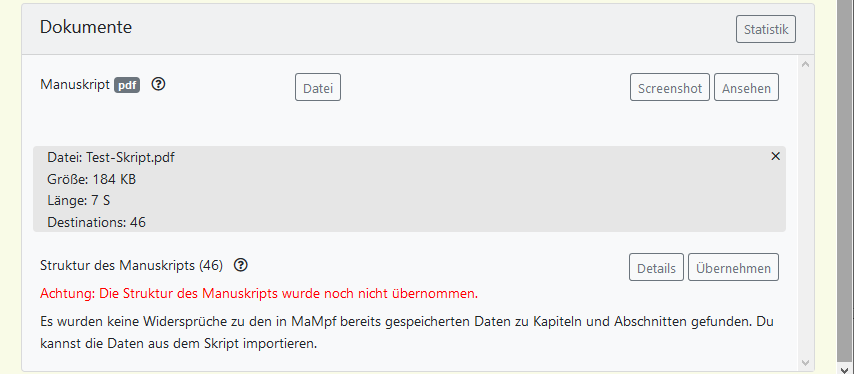 Dokumente Statistik
Manuskript pdf Datei Screenshot Ansehen
Datei: Test-Skript.pdf
Größe: 184 KB
Länge: 7 S
Destinations: 46
Struktur des Manuskripts (46) Details Übernehmen
Achtung: Die Struktur des Manuskripts wurde noch nicht übernommen.
Es wurden keine Widersprüche zu den in MaMpf bereits gespeicherten Daten zu Kapiteln und Abschnitten gefunden. Du
kannst die Daten aus dem Skript importieren.